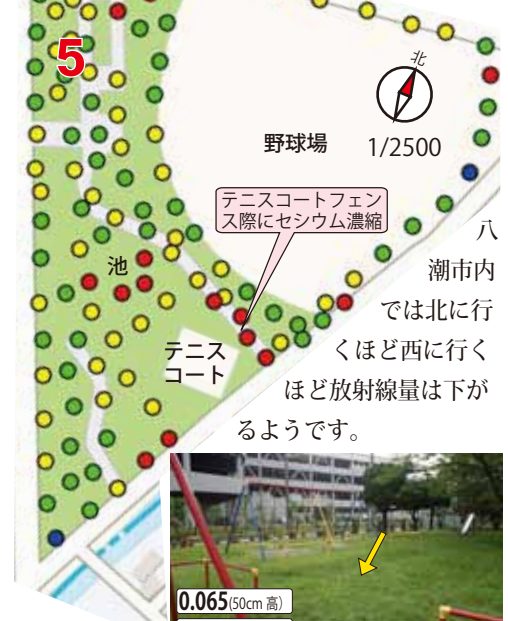 5
北
野球場
1/2500
テニスコートフェン
ス際にセシウム濃縮
池
テニス
コート
八
潮市内
では北に行
くほど西に行く
ほど放射線量は下が
るようです。
0.065(50cm 高)